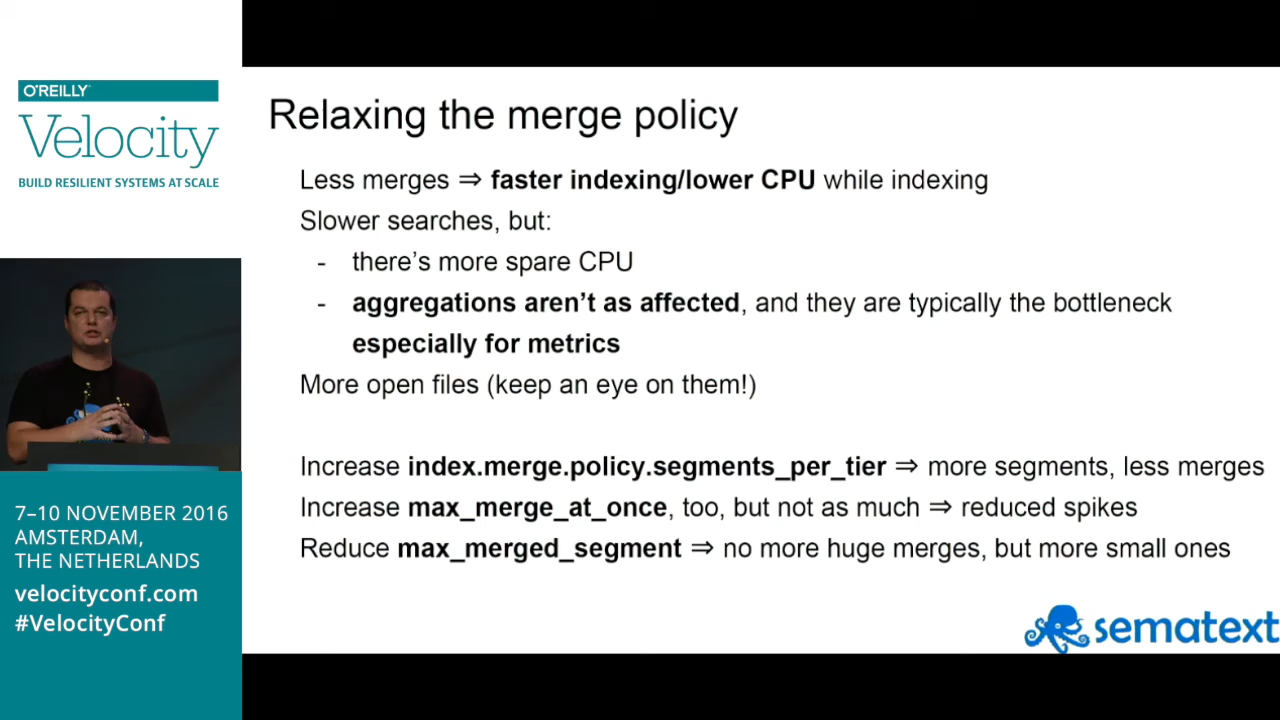 O'REILLY®
Velocity
BUILD RESILIENT SYSTEMS AT SCALE
7–10 NOVEMBER 2016
AMSTERDAM,
THE NETHERLANDS
velocityconf.com
#VelocityConf
Relaxing the merge policy
Less merges ⇒ faster indexing/lower CPU while indexing
Slower searches, but:
- there's more spare CPU
- aggregations aren't as affected, and they are typically the bottleneck
especially for metrics
More open files (keep an eye on them!)
Increase index.merge.policy.segments_per_tier ⇒ more segments, less merges
Increase max_merge_at_once, too, but not as much ⇒ reduced spikes
Reduce max_merged_segment ⇒ no more huge merges, but more small ones
sematext